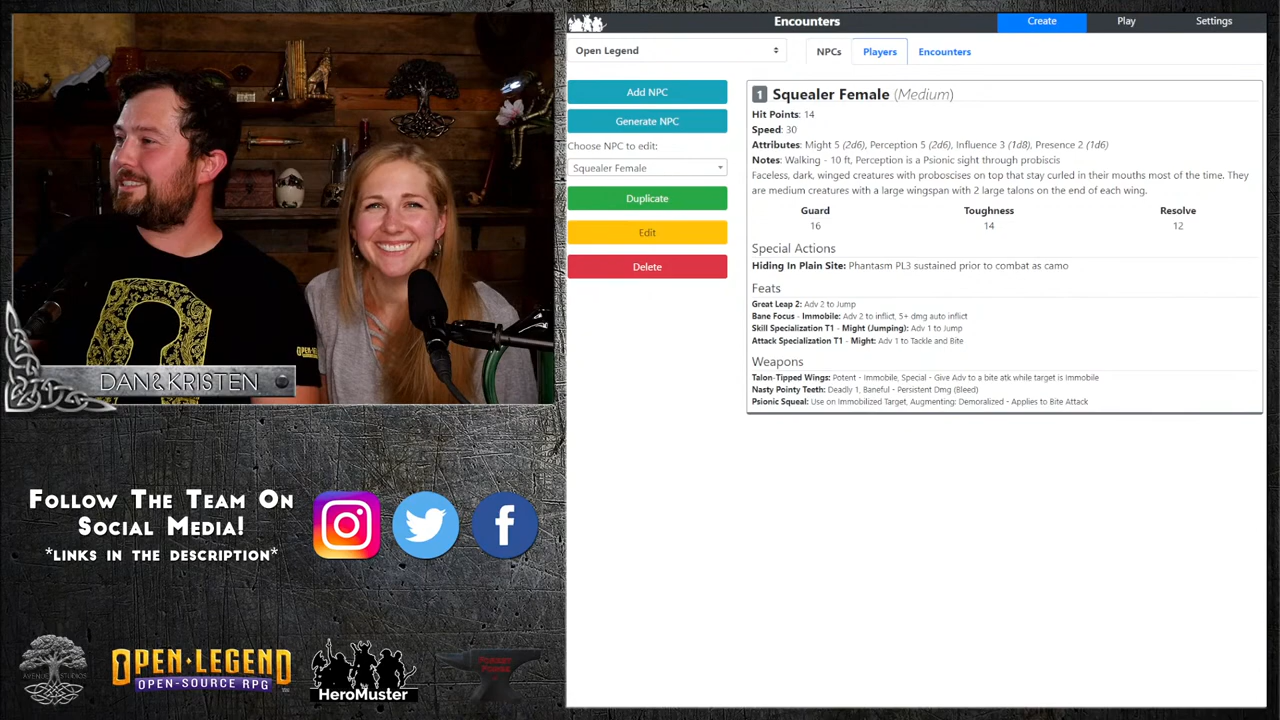 Encounters
Create
Play
Settings
Open Legend
NPCs
Players
Encounters
Add NPC
Generate NPC
Choose NPC to edit:
Squealer Female
Duplicate
Edit
Delete
1 Squealer Female (Medium)
Hit Points: 14
Speed: 30
Attributes: Might 5 (2d6), Perception 5 (2d6), Influence 3 (1d8), Presence 2 (1d6)
Notes: Walking - 10 ft, Perception is a Psionic sight through probiscis
Faceless, dark, winged creatures with proboscises on top that stay curled in their mouths most of the time. They
are medium creatures with a large wingspan with 2 large talons on the end of each wing.
Guard
Toughness
Resolve
16
14
12
Special Actions
Hiding In Plain Site: Phantasm PL3 sustained prior to combat as camo
Feats
Great Leap 2: Adv 2 to Jump
Bane Focus - Immobile: Adv 2 to inflict, 5+ dmg auto inflict
Skill Specialization T1 - Might (Jumping): Adv 1 to Jump
Attack Specialization T1 - Might: Adv 1 to Tackle and Bite
Weapons
Talon-Tipped Wings: Potent - Immobile, Special - Give Adv to a bite atk while target is Immobile
Nasty Pointy Teeth: Deadly 1, Baneful - Persistent Dmg (Bleed)
Psionic Squeal: Use on Immobilized Target, Augmenting: Demoralized - Applies to Bite Attack
DAN & KRISTEN
FOLLOW THE TEAM ON
SOCIAL MEDIA!
*LINKS IN THE DESCRIPTION*
OPEN LEGEND
OPEN-SOURCE RPG
HeroMuster